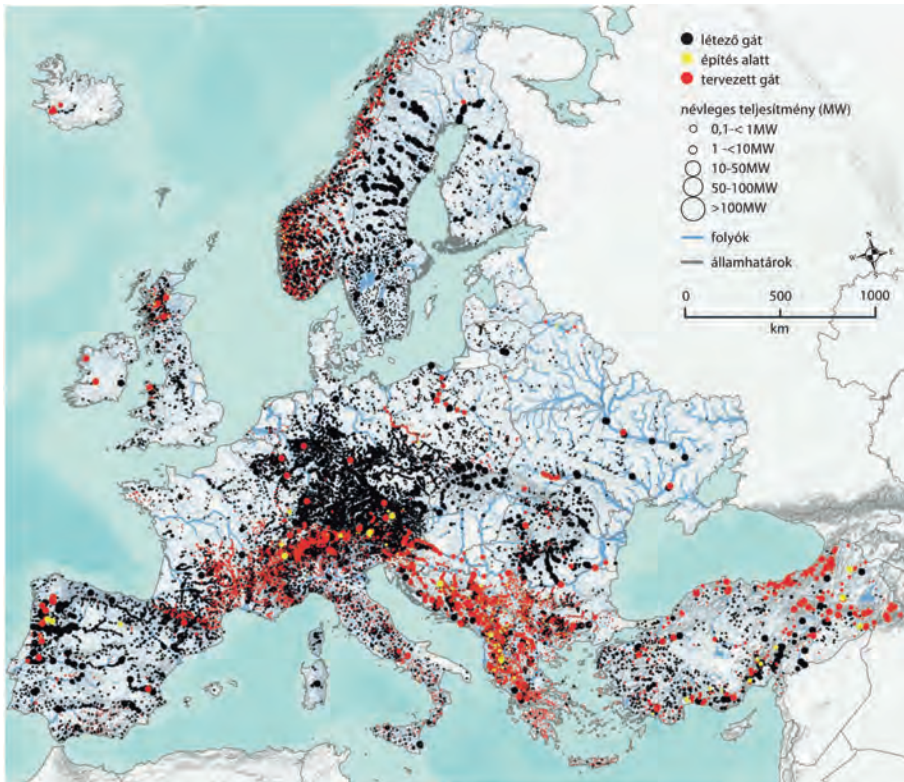 létező gát
építés alatt
tervezett gát
névleges teljesítmény (MW)
0,1-< 1MW
1 -<10MW
10-50MW
50-100MW
>100MW
folyók
államhatárok
N
W E
S
0 500 1000
km